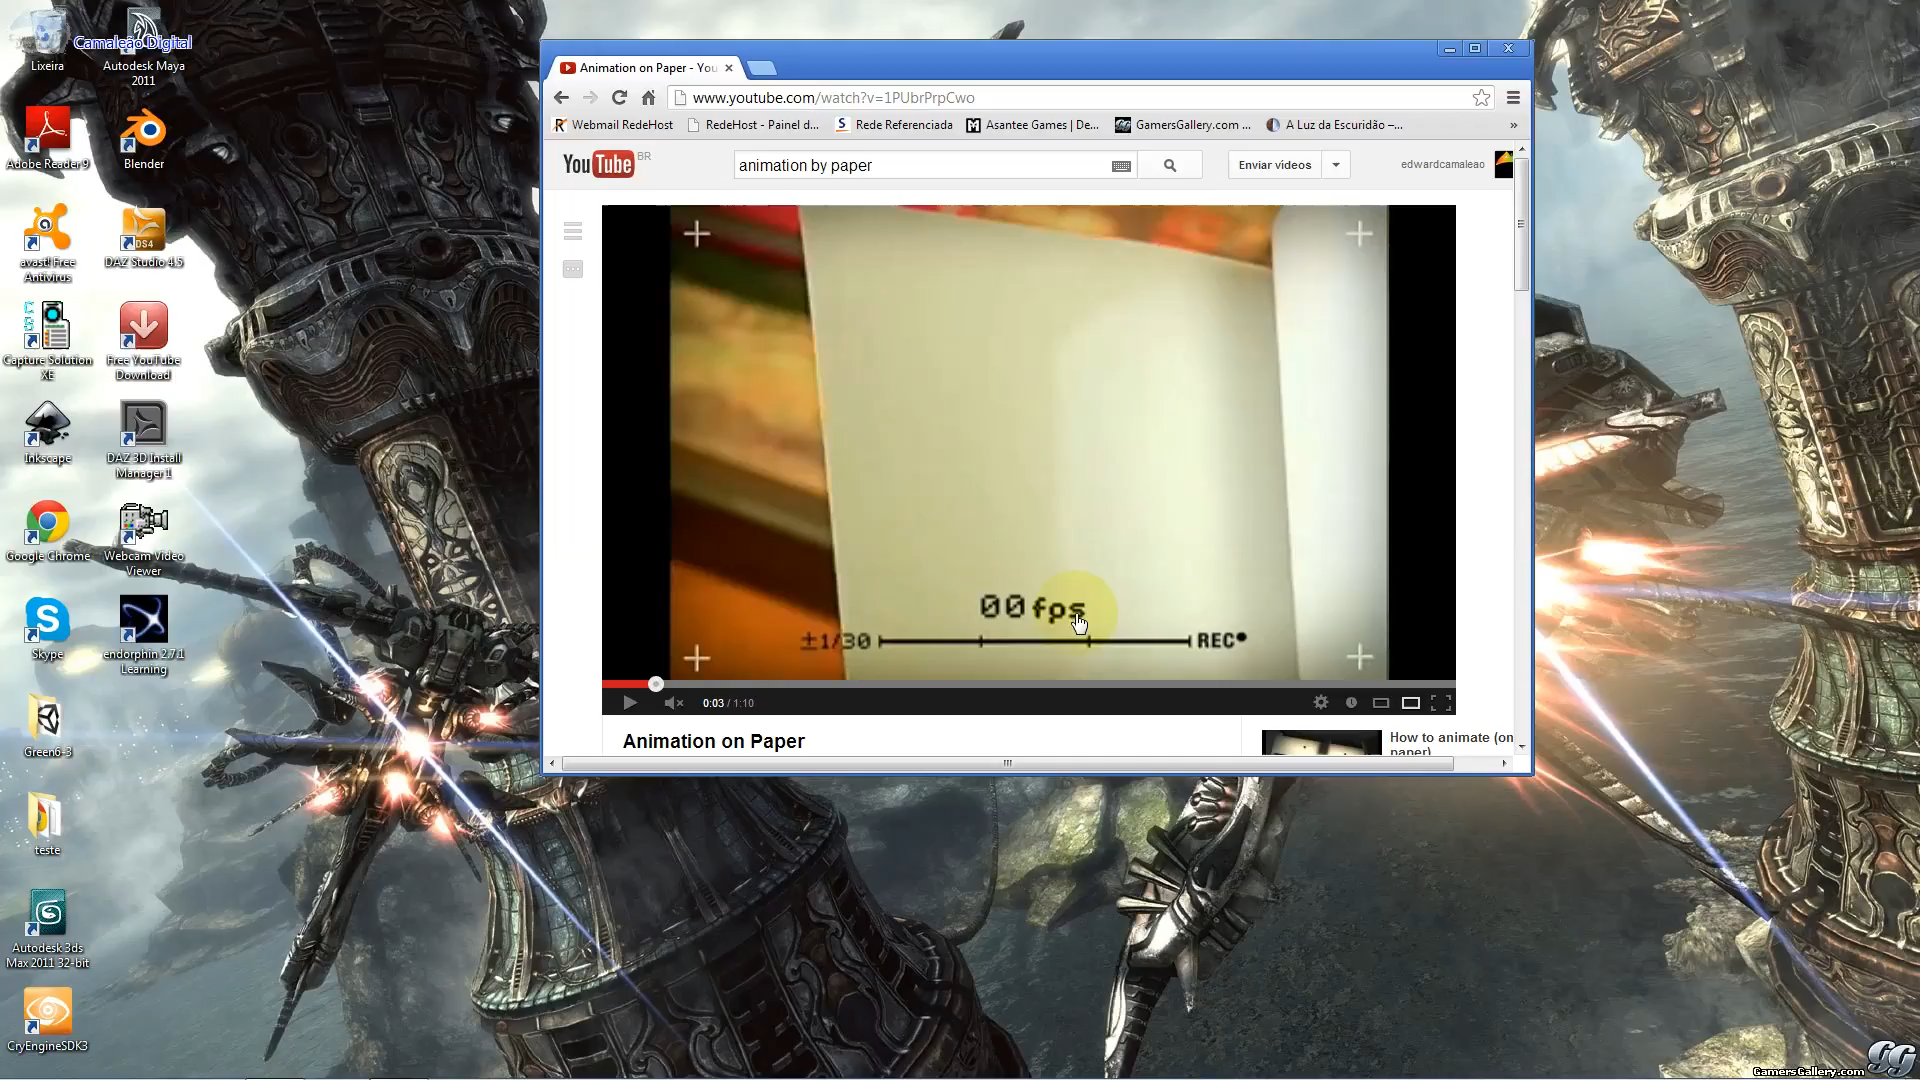 Camaleão Digital
Lixeira
Autodesk Maya
2011
Adobe Reader 9
Blender
avast! Free
Antivirus
DAZ Studio 4.5
DS4
Capture Solution
XE
Free YouTube
Download
Inkscape
DAZ 3D Install
Manager 1
Google Chrome
Webcam Video
Viewer
Skype
endorphin 2.7.1
Learning
Green6-3
teste
Autodesk 3ds
Max 2011 32-bit
CryEngineSDK3
Animation on Paper - You
www.youtube.com/watch?v=1PUbrPrpCwo
Webmail RedeHost
RedeHost - Painel d...
Rede Referenciada
Asantee Games | De...
GamersGallery.com ...
A Luz da Escuridão –...
»
YouTube BR
animation by paper
Enviar vídeos
edwardcamaleao
00 fps
±1/30
REC
0:03 / 1:10
Animation on Paper
How to animate (on
paper)
GG
GamersGallery.com